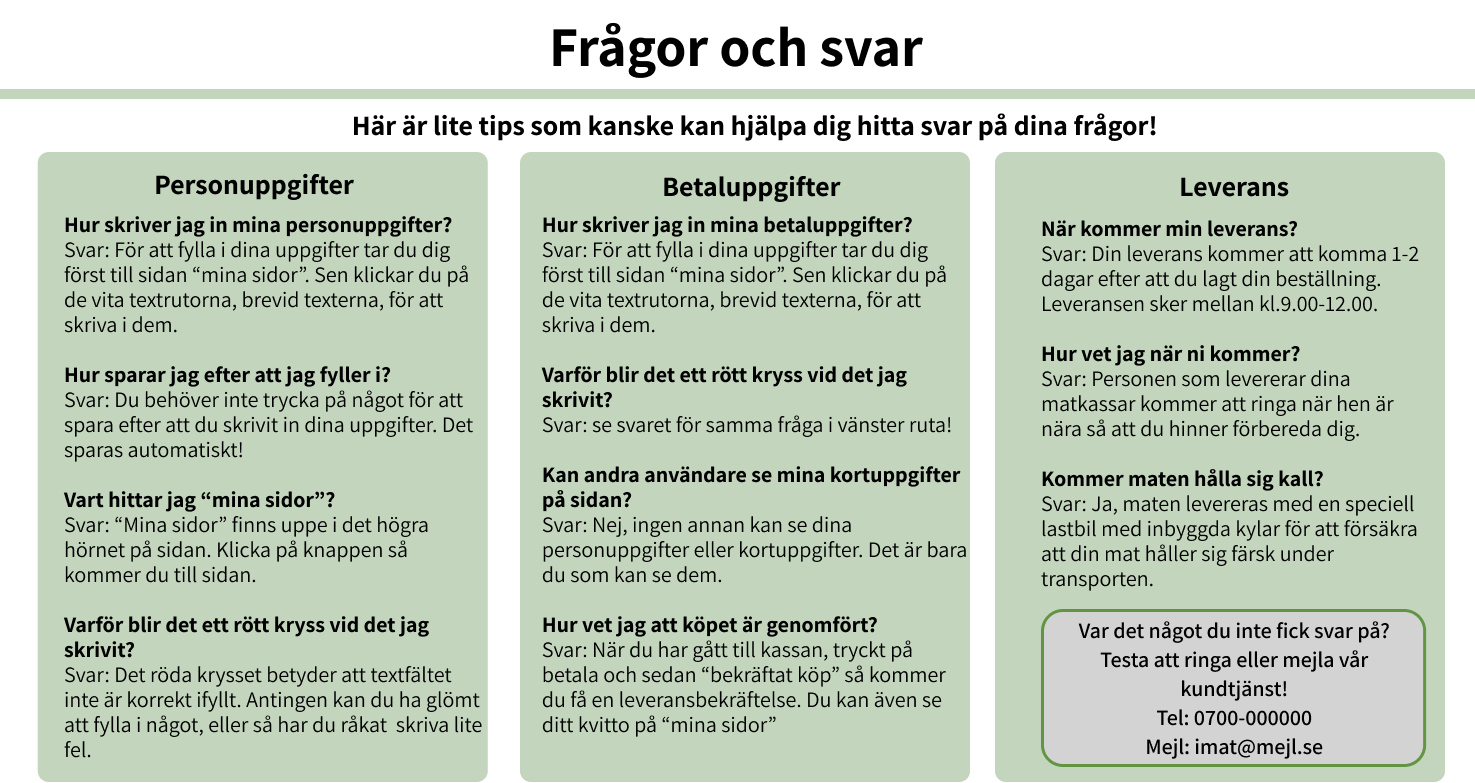 Frågor och svar
Här är lite tips som kanske kan hjälpa dig hitta svar på dina frågor!
Personuppgifter
Hur skriver jag in mina personuppgifter?
Svar: För att fylla i dina uppgifter tar du dig
först till sidan “mina sidor”. Sen klickar du på
de vita textrutorna, brevid texterna, för att
skriva i dem.
Hur sparar jag efter att jag fyller i?
Svar: Du behöver inte trycka på något för att
spara efter att du skrivit in dina uppgifter. Det
sparas automatiskt!
Vart hittar jag “mina sidor”?
Svar: “Mina sidor” finns uppe i det högra
hörnet på sidan. Klicka på knappen så
kommer du till sidan.
Varför blir det ett rött kryss vid det jag
skrivit?
Svar: Det röda krysset betyder att textfältet
inte är korrekt ifyllt. Antingen kan du ha glömt
att fylla i något, eller så har du råkat  skriva lite
fel.
Betaluppgifter
Hur skriver jag in mina betaluppgifter?
Svar: För att fylla i dina uppgifter tar du dig
först till sidan “mina sidor”. Sen klickar du på
de vita textrutorna, brevid texterna, för att
skriva i dem.
Varför blir det ett rött kryss vid det jag
skrivit?
Svar: se svaret för samma fråga i vänster ruta!
Kan andra användare se mina kortuppgifter
på sidan?
Svar: Nej, ingen annan kan se dina
personuppgifter eller kortuppgifter. Det är bara
du som kan se dem.
Hur vet jag att köpet är genomfört?
Svar: När du har gått till kassan, tryckt på
betala och sedan “bekräftat köp” så kommer
du få en leveransbekräftelse. Du kan även se
ditt kvitto på “mina sidor”
Leverans
När kommer min leverans?
Svar: Din leverans kommer att komma 1-2
dagar efter att du lagt din beställning.
Leveransen sker mellan kl.9.00-12.00.
Hur vet jag när ni kommer?
Svar: Personen som levererar dina
matkassar kommer att ringa när hen är
nära så att du hinner förbereda dig.
Kommer maten hålla sig kall?
Svar: Ja, maten levereras med en speciell
lastbil med inbyggda kylar för att försäkra
att din mat håller sig färsk under
transporten.
Var det något du inte fick svar på?
Testa att ringa eller mejla vår
kundtjänst!
Tel: 0700-000000
Mejl: imat@mejl.se